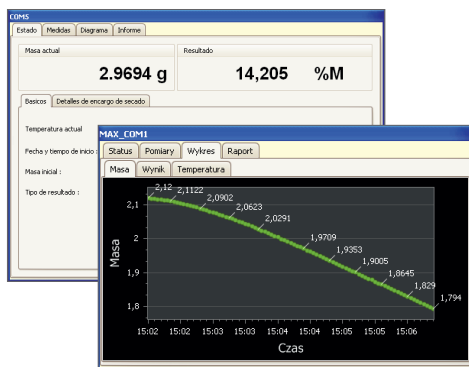 COM5
Estado Medidas Diagrama Informe
Masa actual
Resultado
2.9694 g
14,205 %M
Basicos Detalles de encargo de secado
Temperatura actual
Fecha y tiempo de inicio :
Masa inicial :
Tipo de resultado :
MAX_COM1
Status Pomiary Wykres Raport
Masa Wynik Temperatura
2,12 2,1122 2,0902 2,0623 2,0291 1,9709 1,9353 1,9005 1,8645 1,829 1,794
2,1
2
1,9
1,8
Masa
15:02 15:02 15:03 15:03 15:04 15:04 15:05 15:05 15:06
Czas